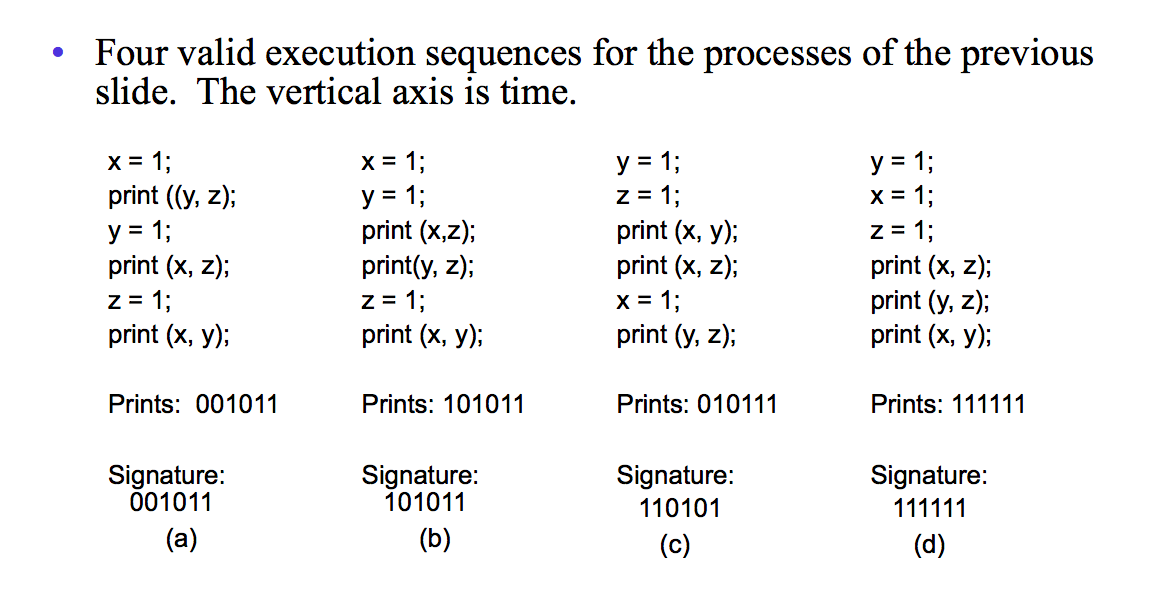 • Four valid execution sequences for the processes of the previous
slide. The vertical axis is time.
x = 1;
print ((y, z);
y = 1;
print (x, z);
z = 1;
print (x, y);
Prints: 001011
Signature:
001011
(a)
x = 1;
y = 1;
print (x,z);
print(y, z);
z = 1;
print (x, y);
Prints: 101011
Signature:
101011
(b)
y = 1;
z = 1;
print (x, y);
print (x, z);
x = 1;
print (y, z);
Prints: 010111
Signature:
110101
(c)
y = 1;
x = 1;
z = 1;
print (x, z);
print (y, z);
print (x, y);
Prints: 111111
Signature:
111111
(d)